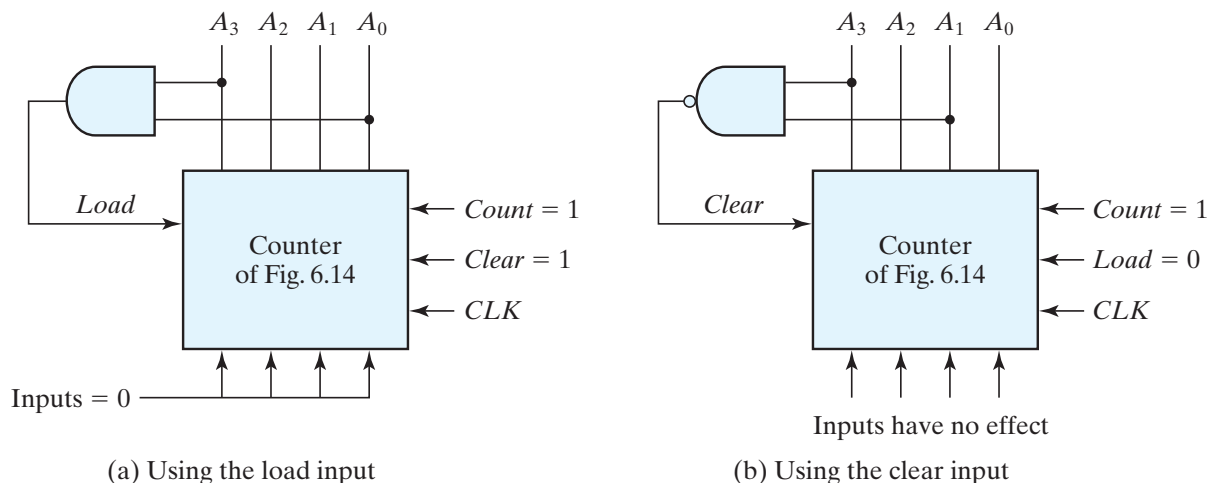 A₃ A₂ A₁ A₀
Load
Count = 1
Counter
of Fig. 6.14
Clear = 1
CLK
Inputs = 0
(a) Using the load input
A₃ A₂ A₁ A₀
Clear
Count = 1
Counter
of Fig. 6.14
Load = 0
CLK
Inputs have no effect
(b) Using the clear input